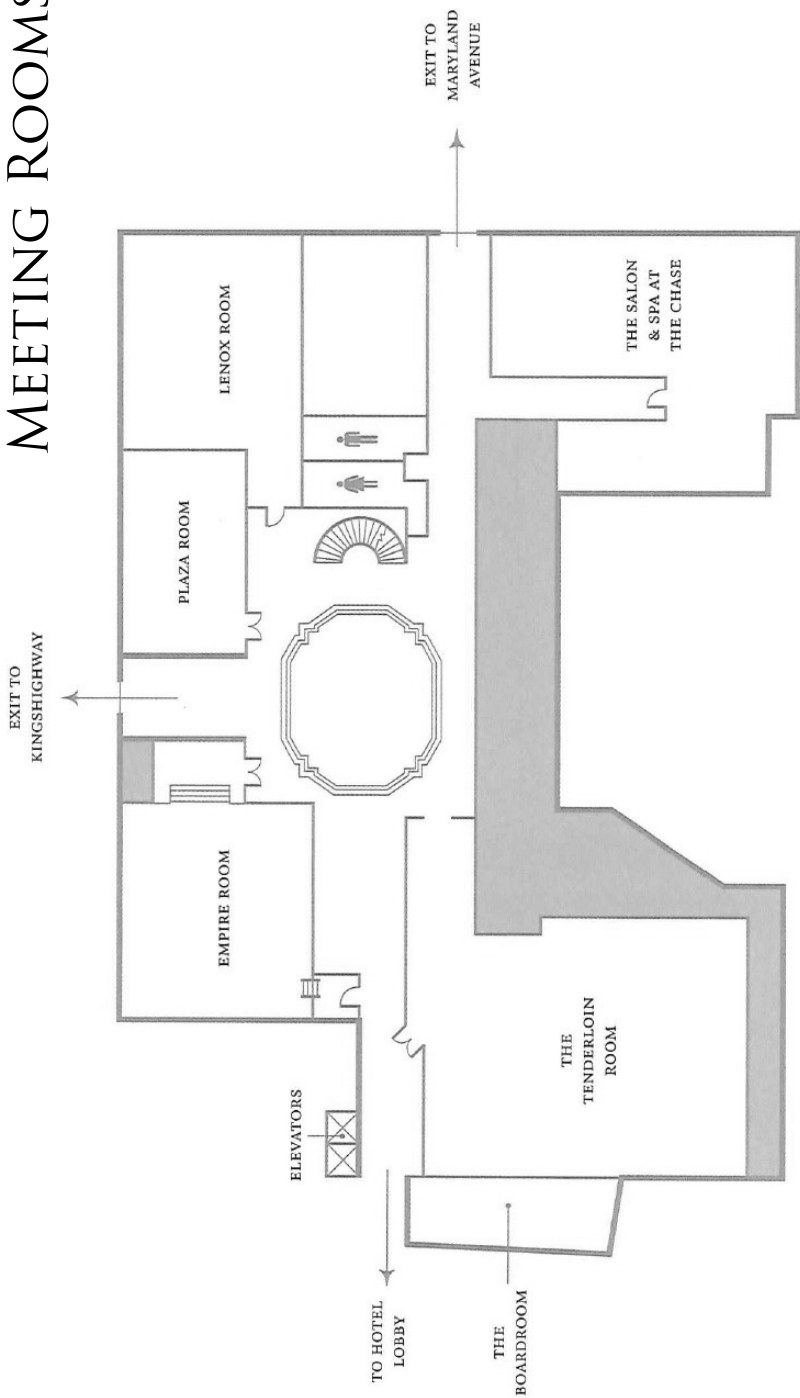 MEETING ROOMS
EXIT TO
KINGSHIGHWAY
EXIT TO
MARYLAND
AVENUE
LENOX ROOM
PLAZA ROOM
EMPIRE ROOM
THE SALON
& SPA AT
THE CHASE
THE
TENDERLOIN
ROOM
ELEVATORS
TO HOTEL
LOBBY
THE
BOARDROOM